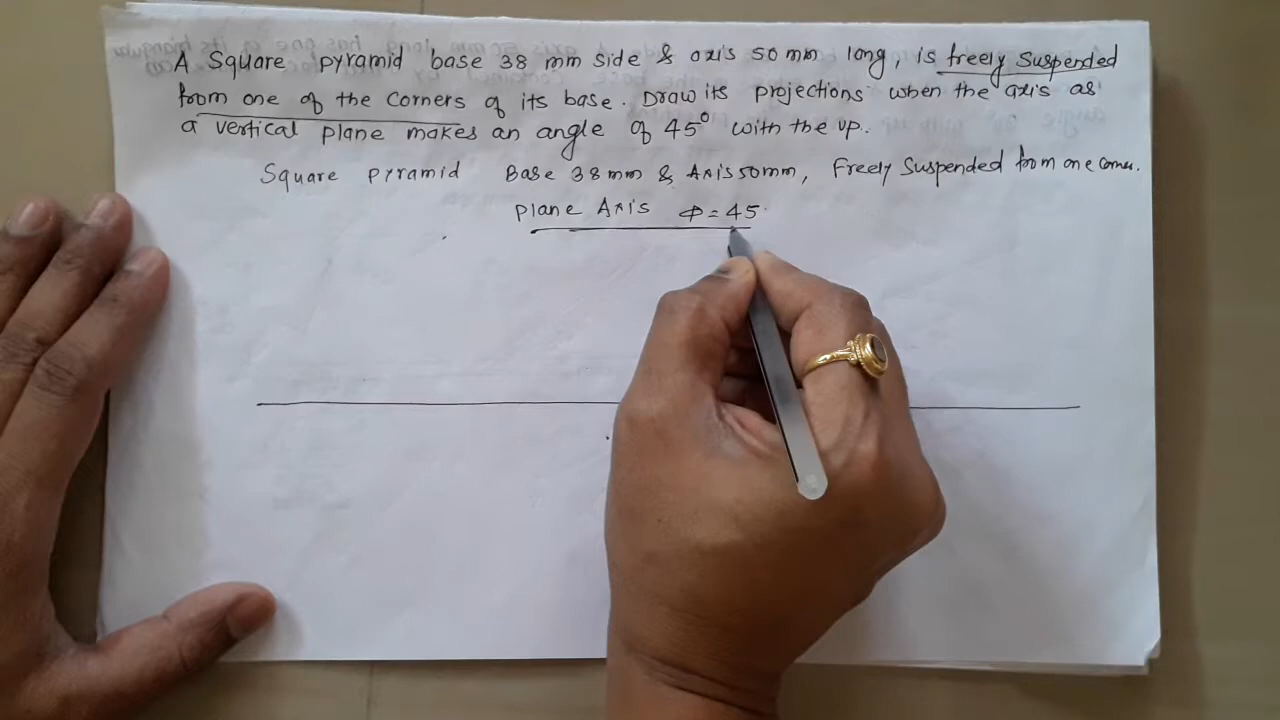 A Square pyramid base 38 mm side & axis 50 mm long, is freely Suspended
from one of the Corners of its base. Draw its projections when the axis as
a vertical plane makes an angle of 45° with the VP.
Square pyramid Base 38 mm & Axis 50mm, Freely Suspended from one corner.
plane Axis Φ = 45